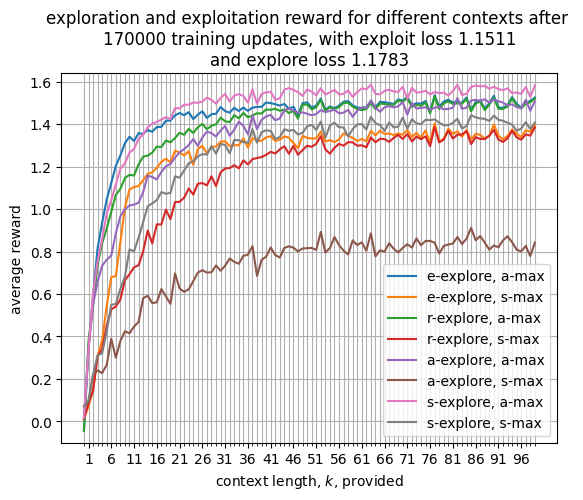 exploration and exploitation reward for different contexts after
170000 training updates, with exploit loss 1.1511
and explore loss 1.1783
1.6
1.4
1.2
1.0
0.8
0.6
0.4
0.2
0.0
average reward
e-explore, a-max
e-explore, s-max
r-explore, a-max
r-explore, s-max
a-explore, a-max
a-explore, s-max
s-explore, a-max
s-explore, s-max
1 6 11 16 21 26 31 36 41 46 51 56 61 66 71 76 81 86 91 96
context length, k, provided